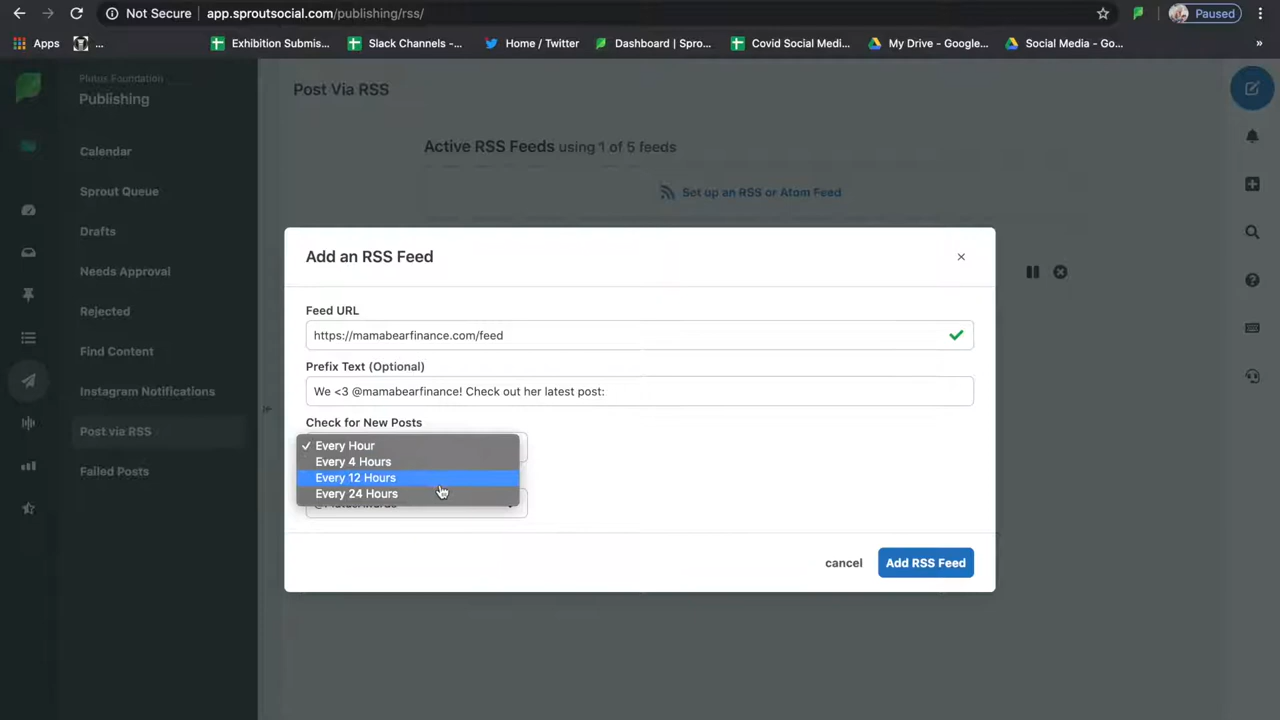 Not Secure
app.sproutsocial.com/publishing/rss/
Paused
Apps
...
Exhibition Submis...
Slack Channels -...
Home / Twitter
Dashboard | Spro...
Covid Social Medi...
My Drive - Google...
Social Media - Go...
»
Plutus Foundation
Publishing
Calendar
Sprout Queue
Drafts
Needs Approval
Rejected
Find Content
Instagram Notifications
Post via RSS
Failed Posts
Post Via RSS
Active RSS Feeds using 1 of 5 feeds
Set up an RSS or Atom Feed
Add an RSS Feed
Feed URL
https://mamabearfinance.com/feed
Prefix Text (Optional)
We <3 @mamabearfinance! Check out her latest post:
Check for New Posts
Every Hour
Every 4 Hours
Every 12 Hours
Every 24 Hours
cancel
Add RSS Feed